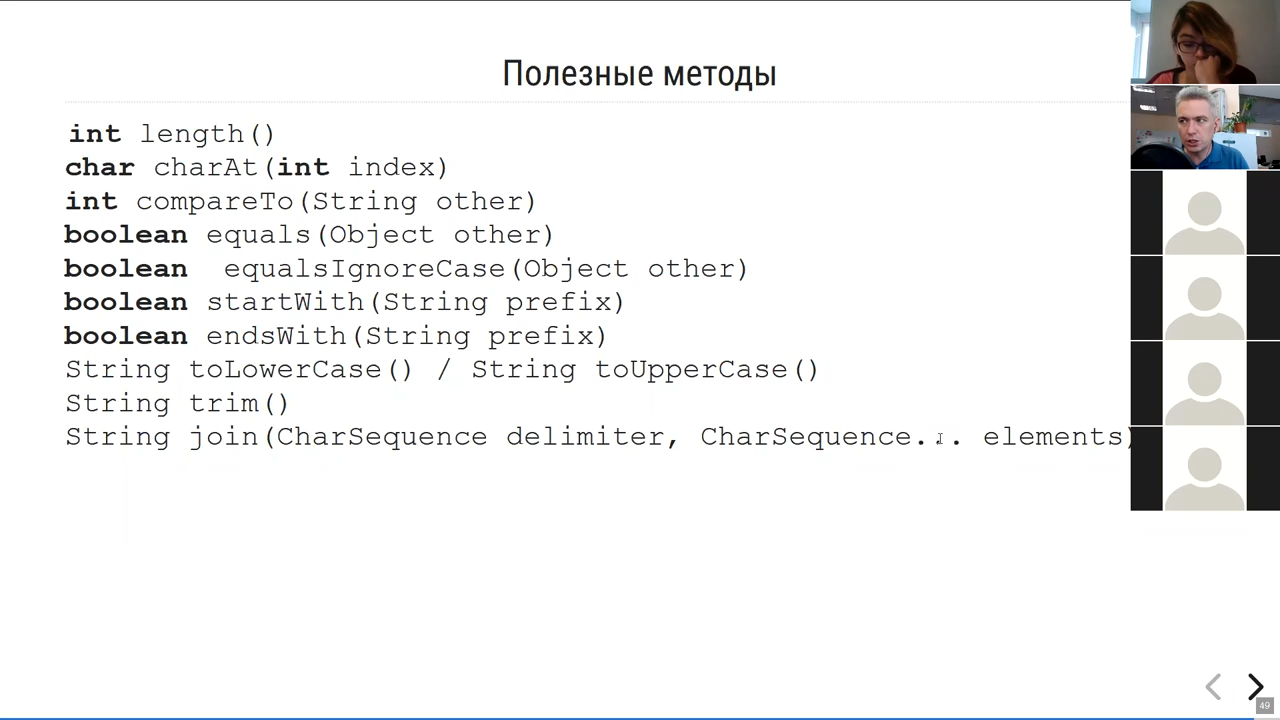 Полезные методы
int length()
char charAt(int index)
int compareTo(String other)
boolean equals(Object other)
boolean  equalsIgnoreCase(Object other)
boolean startWith(String prefix)
boolean endsWith(String prefix)
String toLowerCase() / String toUpperCase()
String trim()
String join(CharSequence delimiter, CharSequence... elements)
49